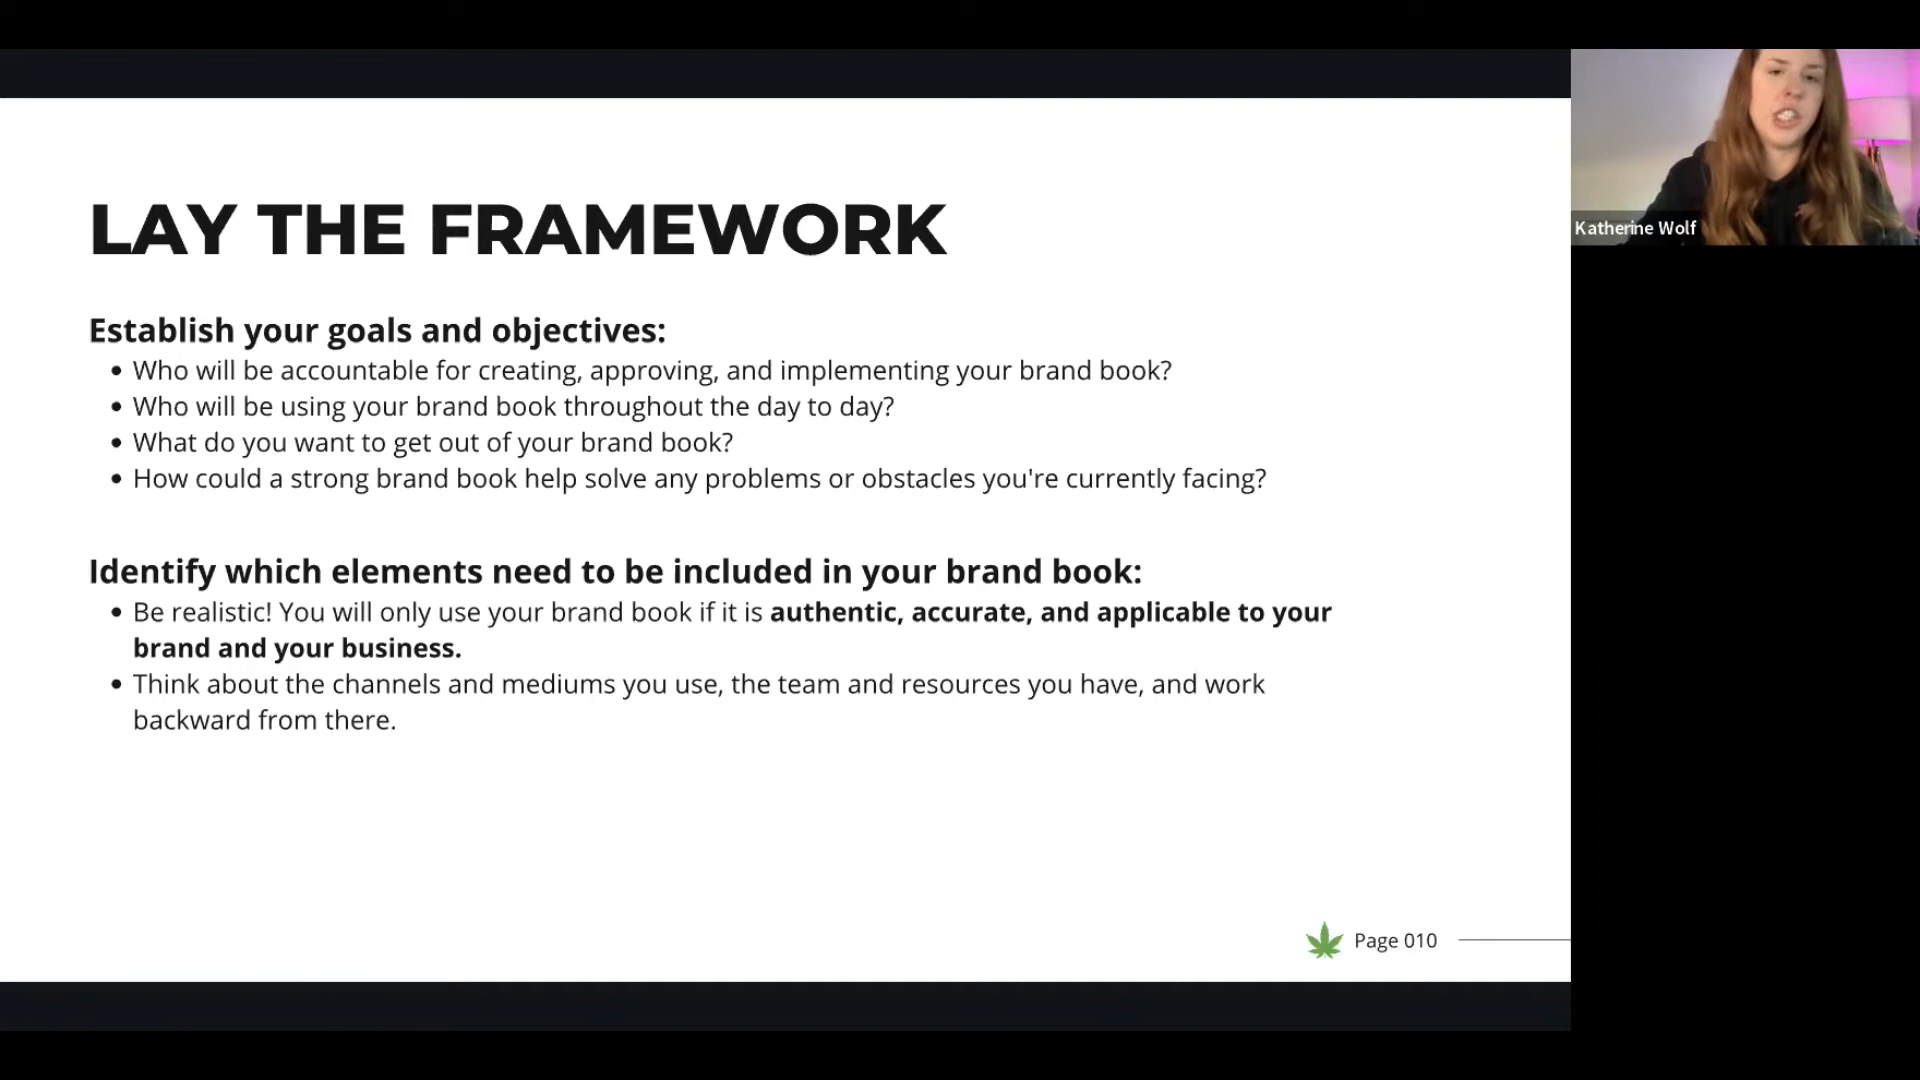 LAY THE FRAMEWORK
Establish your goals and objectives:
• Who will be accountable for creating, approving, and implementing your brand book?
• Who will be using your brand book throughout the day to day?
• What do you want to get out of your brand book?
• How could a strong brand book help solve any problems or obstacles you're currently facing?
Identify which elements need to be included in your brand book:
• Be realistic! You will only use your brand book if it is authentic, accurate, and applicable to your
brand and your business.
• Think about the channels and mediums you use, the team and resources you have, and work
backward from there.
Page 010
Katherine Wolf